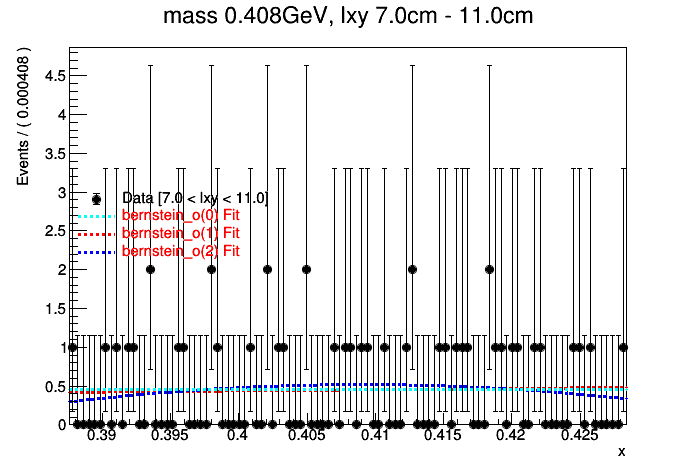 mass 0.408GeV, lxy 7.0cm - 11.0cm
Events / ( 0.000408 )
4.5
4
3.5
3
2.5
2
1.5
1
0.5
0
Data [7.0 < lxy < 11.0]
bernstein_o(0) Fit
bernstein_o(1) Fit
bernstein_o(2) Fit
0.39 0.395 0.4 0.405 0.41 0.415 0.42 0.425
x